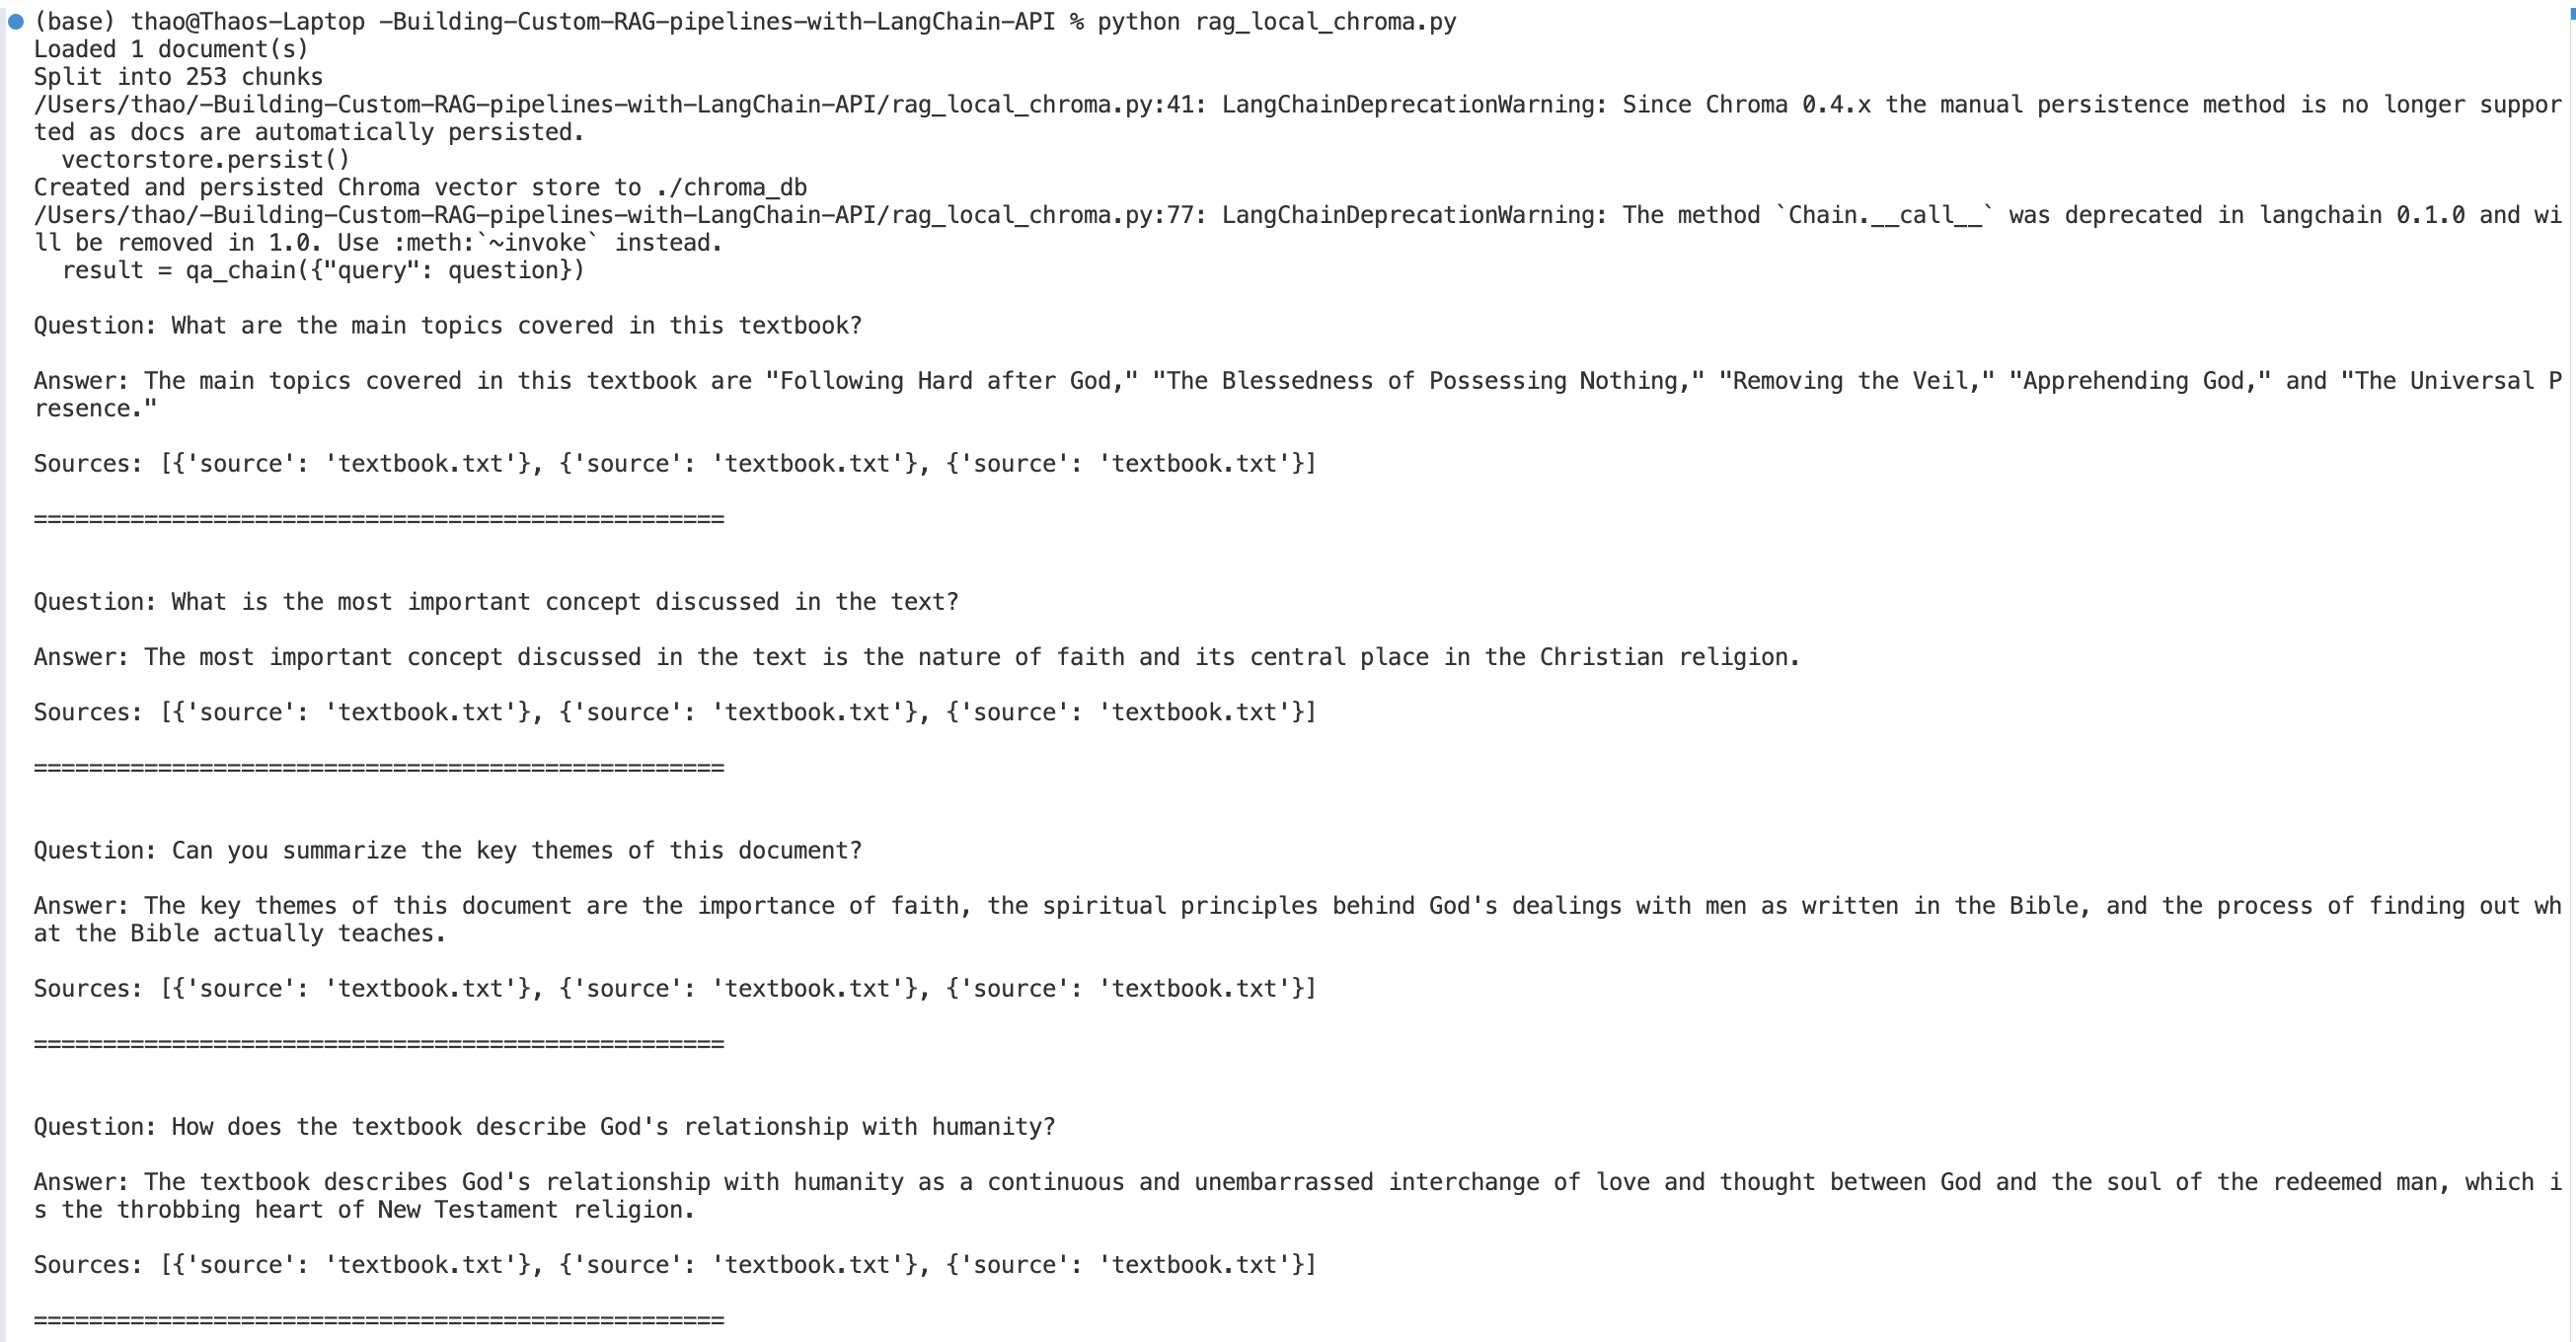 (base) thao@Thaos-Laptop -Building-Custom-RAG-pipelines-with-LangChain-API % python rag_local_chroma.py
Loaded 1 document(s)
Split into 253 chunks
/Users/thao/-Building-Custom-RAG-pipelines-with-LangChain-API/rag_local_chroma.py:41: LangChainDeprecationWarning: Since Chroma 0.4.x the manual persistence method is no longer suppor
ted as docs are automatically persisted.
  vectorstore.persist()
Created and persisted Chroma vector store to ./chroma_db
/Users/thao/-Building-Custom-RAG-pipelines-with-LangChain-API/rag_local_chroma.py:77: LangChainDeprecationWarning: The method `Chain.__call__` was deprecated in langchain 0.1.0 and wi
ll be removed in 1.0. Use :meth:`~invoke` instead.
  result = qa_chain({"query": question})

Question: What are the main topics covered in this textbook?

Answer: The main topics covered in this textbook are "Following Hard after God," "The Blessedness of Possessing Nothing," "Removing the Veil," "Apprehending God," and "The Universal P
resence."

Sources: [{'source': 'textbook.txt'}, {'source': 'textbook.txt'}, {'source': 'textbook.txt'}]

==================================================

Question: What is the most important concept discussed in the text?

Answer: The most important concept discussed in the text is the nature of faith and its central place in the Christian religion.

Sources: [{'source': 'textbook.txt'}, {'source': 'textbook.txt'}, {'source': 'textbook.txt'}]

==================================================

Question: Can you summarize the key themes of this document?

Answer: The key themes of this document are the importance of faith, the spiritual principles behind God's dealings with men as written in the Bible, and the process of finding out wh
at the Bible actually teaches.

Sources: [{'source': 'textbook.txt'}, {'source': 'textbook.txt'}, {'source': 'textbook.txt'}]

==================================================

Question: How does the textbook describe God's relationship with humanity?

Answer: The textbook describes God's relationship with humanity as a continuous and unembarrassed interchange of love and thought between God and the soul of the redeemed man, which i
s the throbbing heart of New Testament religion.

Sources: [{'source': 'textbook.txt'}, {'source': 'textbook.txt'}, {'source': 'textbook.txt'}]

==================================================